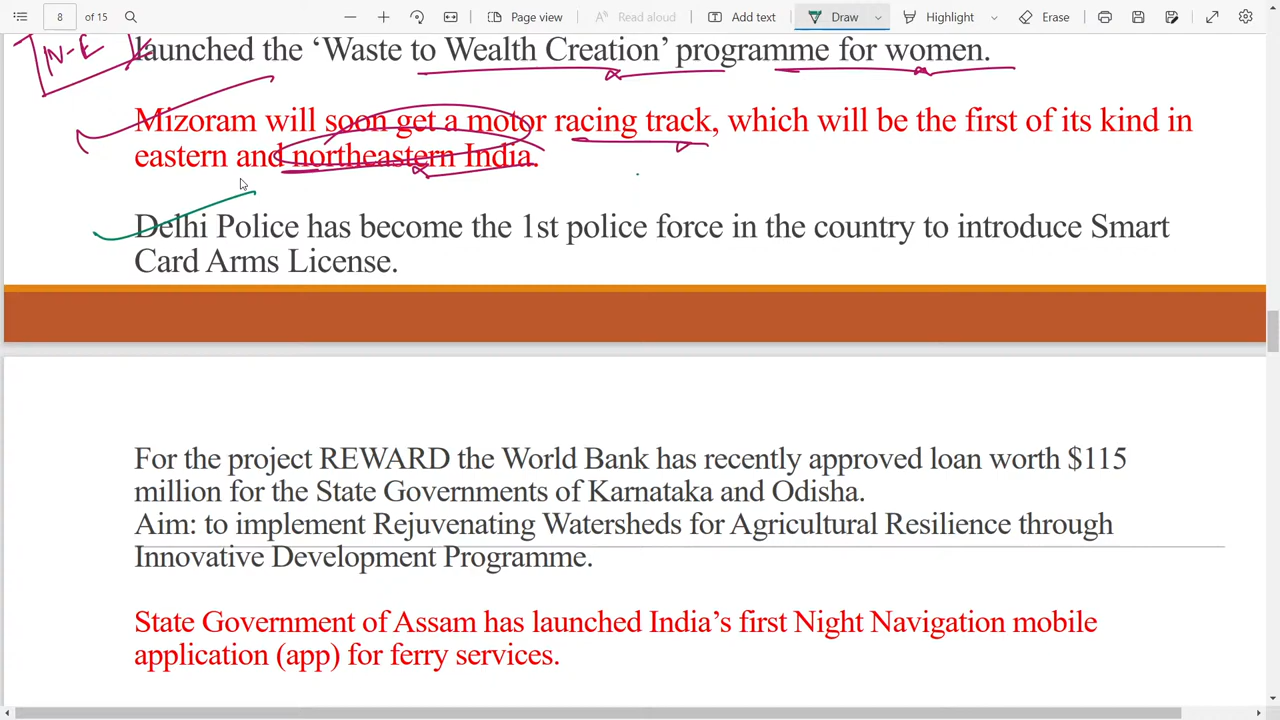 8 of 15
Page view
Read aloud
Add text
Draw
Highlight
Erase
N-E
launched the ‘Waste to Wealth Creation’ programme for women.
Mizoram will soon get a motor racing track, which will be the first of its kind in
eastern and northeastern India.
Delhi Police has become the 1st police force in the country to introduce Smart
Card Arms License.
For the project REWARD the World Bank has recently approved loan worth $115
million for the State Governments of Karnataka and Odisha.
Aim: to implement Rejuvenating Watersheds for Agricultural Resilience through
Innovative Development Programme.
State Government of Assam has launched India’s first Night Navigation mobile
application (app) for ferry services.